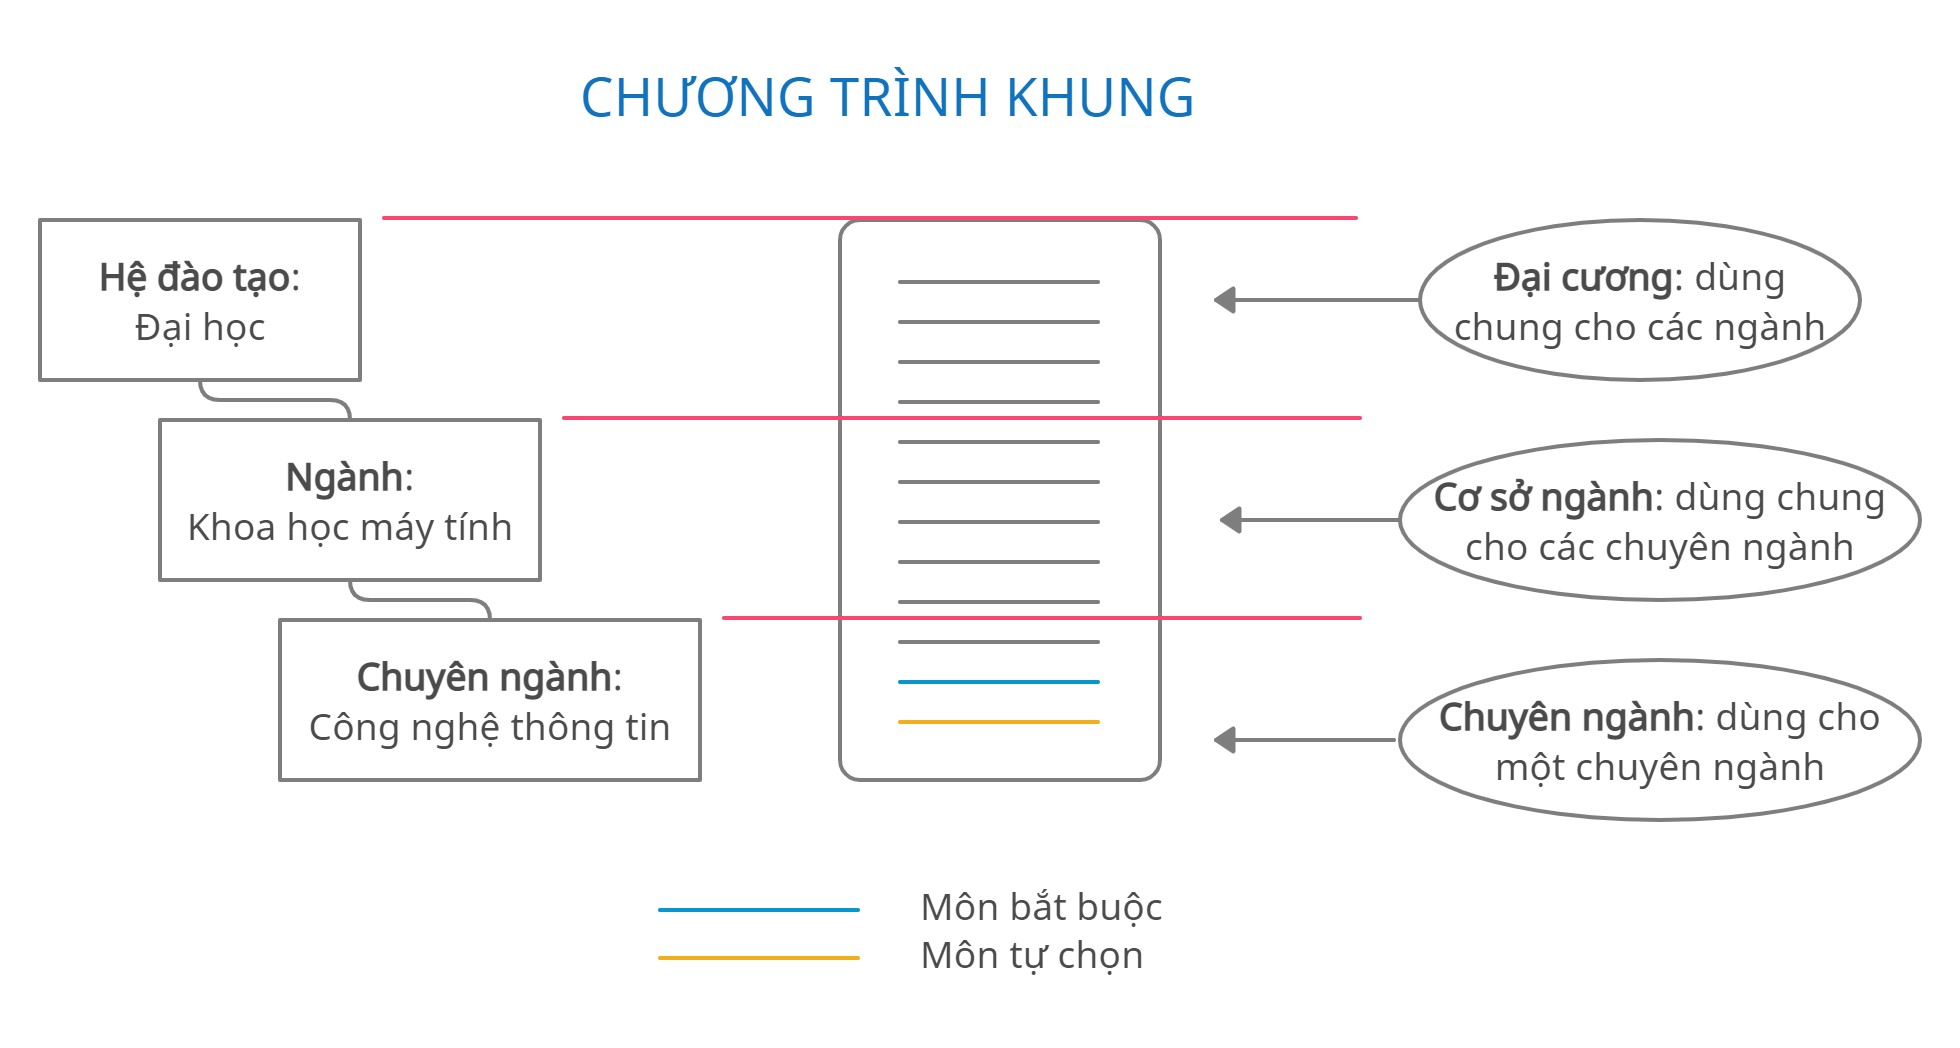 CHƯƠNG TRÌNH KHUNG
Hệ đào tạo:
Đại học
Đại cương: dùng
chung cho các ngành
Ngành:
Khoa học máy tính
Cơ sở ngành: dùng chung
cho các chuyên ngành
Chuyên ngành:
Công nghệ thông tin
Chuyên ngành: dùng cho
một chuyên ngành
Môn bắt buộc
Môn tự chọn